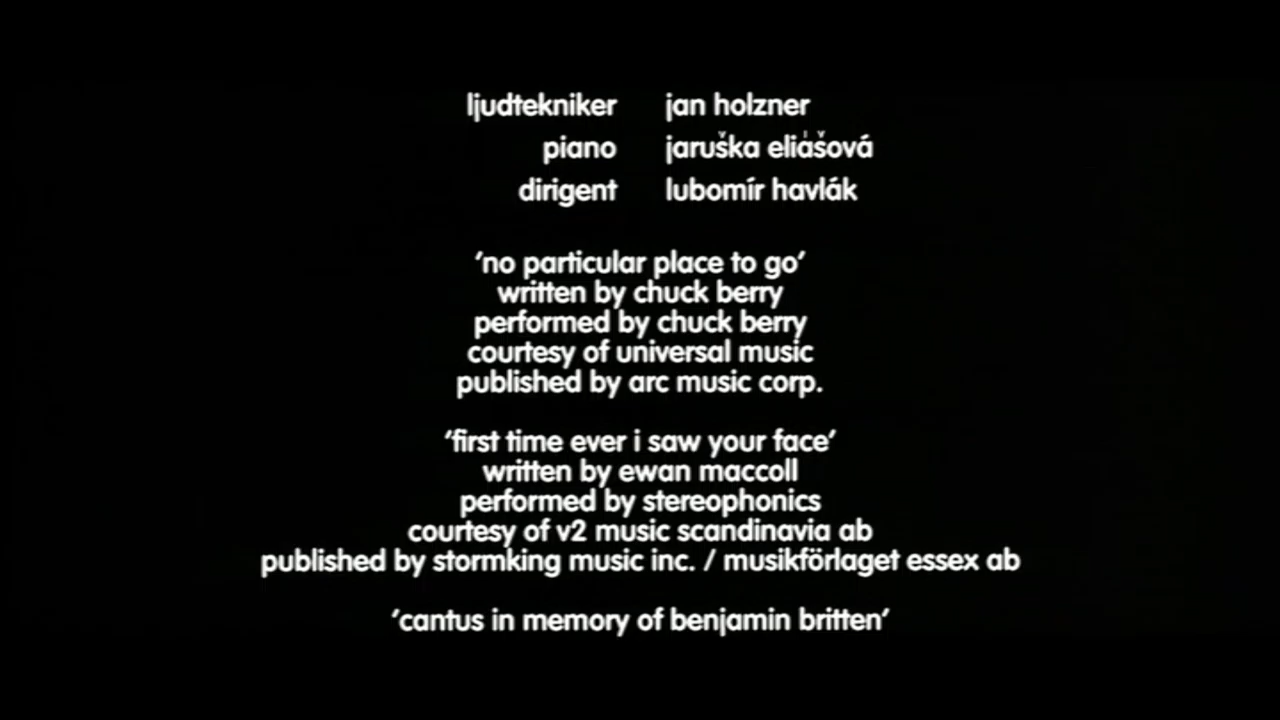 ljudtekniker jan holzner
piano jaruška eliášová
dirigent lubomír havlák
'no particular place to go'
written by chuck berry
performed by chuck berry
courtesy of universal music
published by arc music corp.
'first time ever i saw your face'
written by ewan maccoll
performed by stereophonics
courtesy of v2 music scandinavia ab
published by stormking music inc. / musikförlaget essex ab
'cantus in memory of benjamin britten'